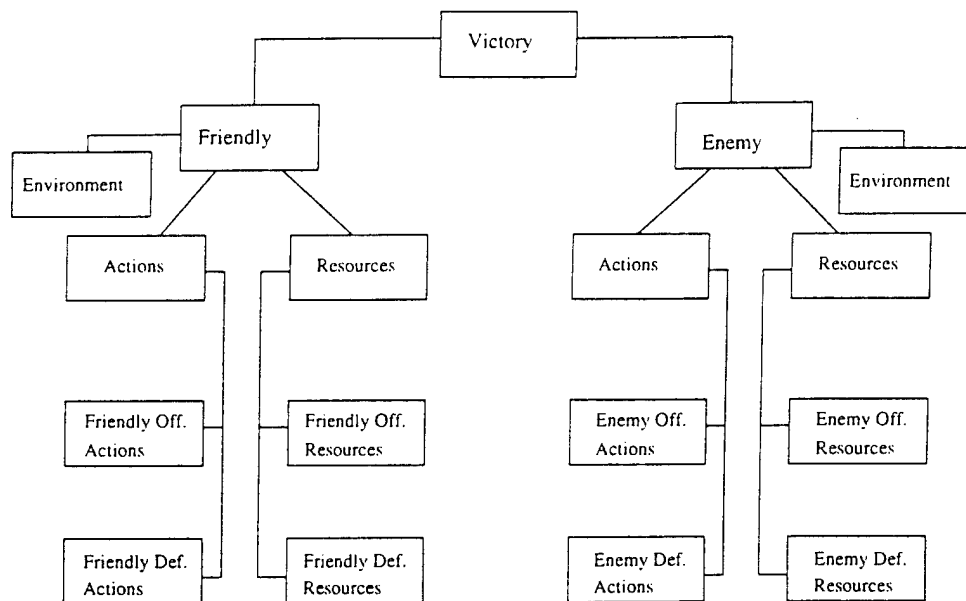 Victory
Friendly
Enemy
Environment
Environment
Actions
Resources
Actions
Resources
Friendly Off.
Actions
Friendly Off.
Resources
Enemy Off.
Actions
Enemy Off.
Resources
Friendly Def.
Actions
Friendly Def.
Resources
Enemy Def.
Actions
Enemy Def.
Resources